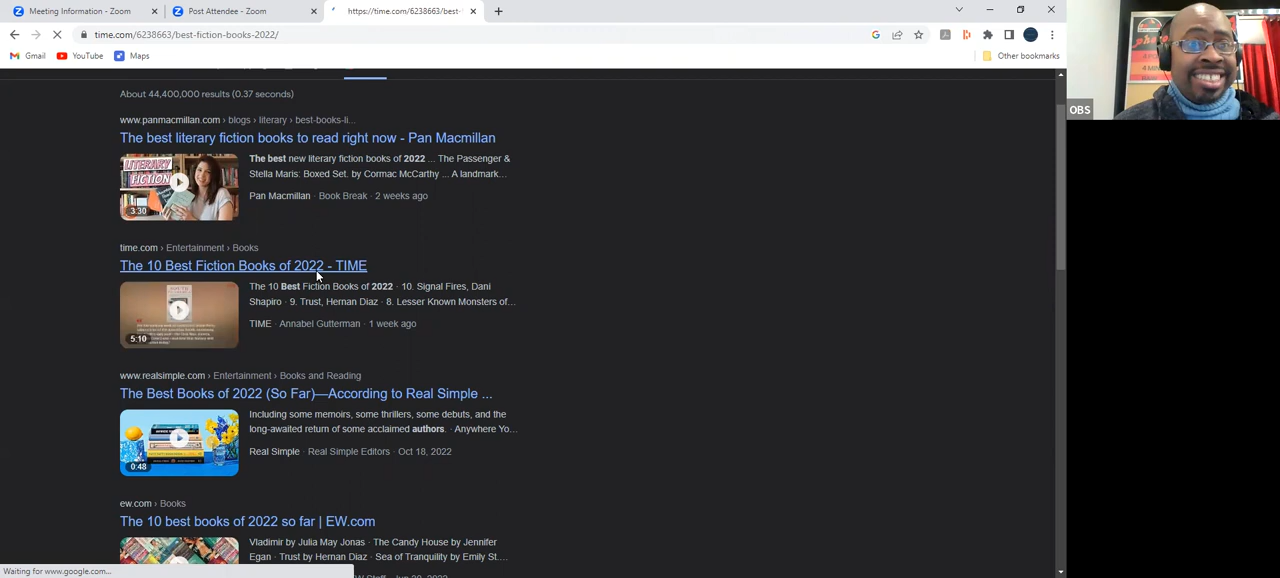 Meeting Information - Zoom
Post Attendee - Zoom
https://time.com/6238663/best-
time.com/6238663/best-fiction-books-2022/
Gmail
YouTube
Maps
Other bookmarks
About 44,400,000 results (0.37 seconds)
www.panmacmillan.com › blogs › literary › best-books-li...
The best literary fiction books to read right now - Pan Macmillan
LITERARY
FICTION
3:30
The best new literary fiction books of 2022 ... The Passenger &
Stella Maris: Boxed Set. by Cormac McCarthy ... A landmark...
Pan Macmillan · Book Break · 2 weeks ago
time.com › Entertainment › Books
The 10 Best Fiction Books of 2022 - TIME
5:10
The 10 Best Fiction Books of 2022 · 10. Signal Fires, Dani
Shapiro · 9. Trust, Hernan Diaz · 8. Lesser Known Monsters of...
TIME · Annabel Gutterman · 1 week ago
www.realsimple.com › Entertainment › Books and Reading
The Best Books of 2022 (So Far)—According to Real Simple ...
0:48
Including some memoirs, some thrillers, some debuts, and the
long-awaited return of some acclaimed authors. · Anywhere Yo...
Real Simple · Real Simple Editors · Oct 18, 2022
ew.com › Books
The 10 best books of 2022 so far | EW.com
Vladimir by Julia May Jonas · The Candy House by Jennifer
Egan · Trust by Hernan Diaz · Sea of Tranquility by Emily St....
Waiting for www.google.com...
OBS